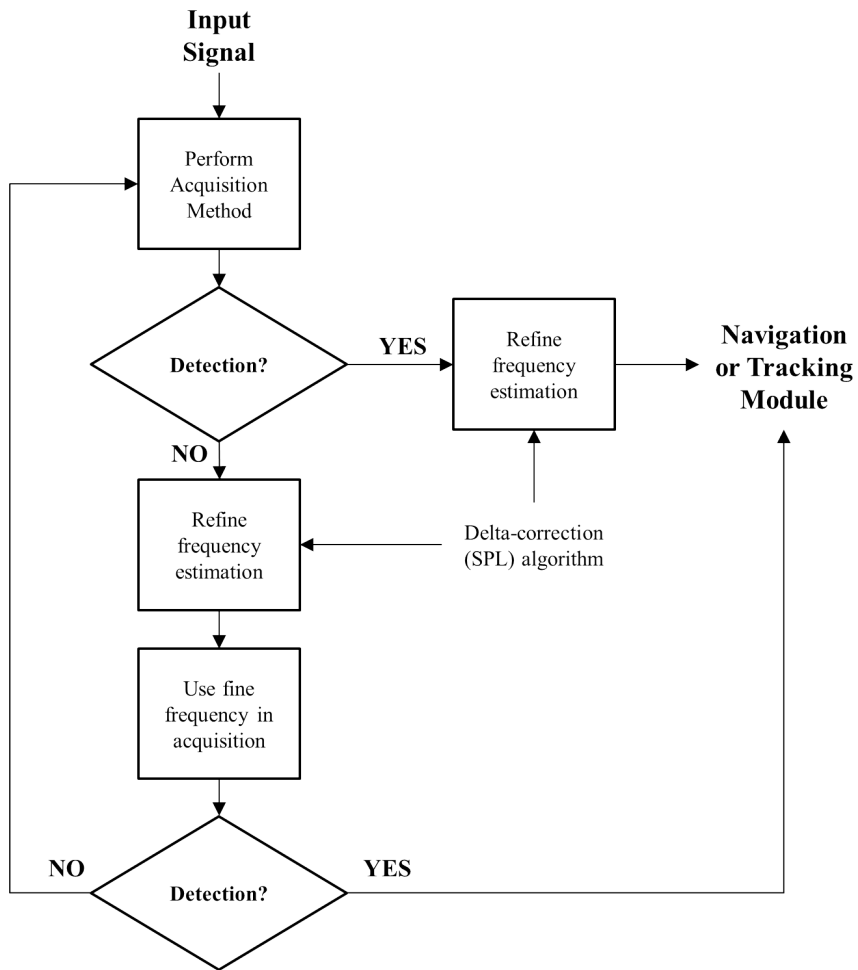 Input
Signal
Perform
Acquisition
Method
Detection?
YES
Refine
frequency
estimation
Navigation
or Tracking
Module
NO
Refine
frequency
estimation
Delta-correction
(SPL) algorithm
Use fine
frequency in
acquisition
NO
Detection?
YES